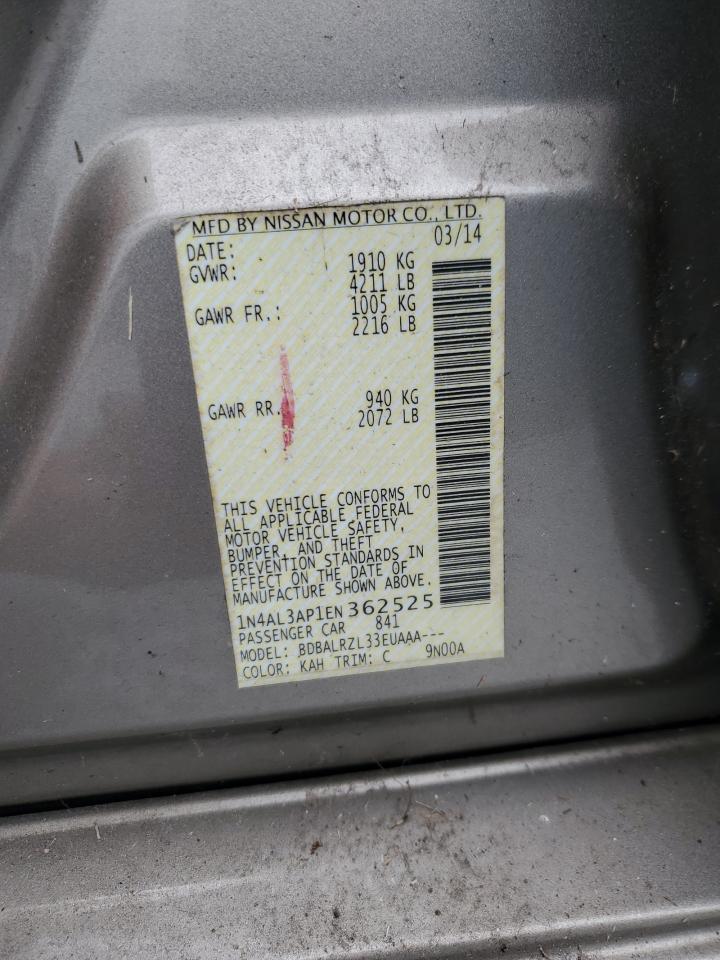 MFD BY NISSAN MOTOR CO., LTD.
DATE: 03/14
GVWR: 1910 KG
4211 LB
GAWR FR.: 1005 KG
2216 LB
GAWR RR. 940 KG
2072 LB
THIS VEHICLE CONFORMS TO
ALL APPLICABLE FEDERAL
MOTOR VEHICLE SAFETY,
BUMPER, AND THEFT
PREVENTION STANDARDS IN
EFFECT ON THE DATE OF
MANUFACTURE SHOWN ABOVE.
1N4AL3AP1EN362525
PASSENGER CAR 841
MODEL: BDBALRZL33EUAAA---
COLOR: KAH TRIM: C 9N00A